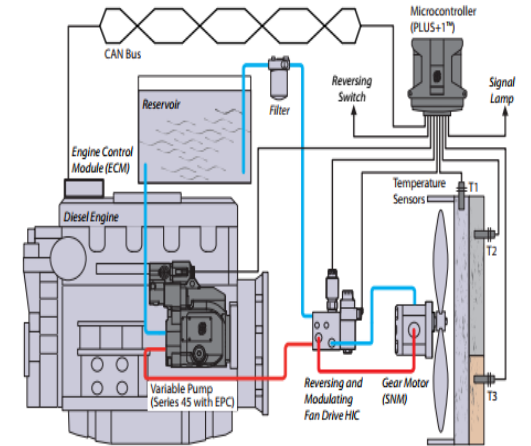 Microcontroller
(PLUS+1™)
CAN Bus
Reversing
Switch
Signal
Lamp
Filter
Reservoir
Engine Control
Module (ECM)
Temperature
Sensors
T1
Diesel Engine
T2
T3
Variable Pump
(Series 45 with EPC)
Reversing and
Modulating
Fan Drive HIC
Gear Motor
(SNM)